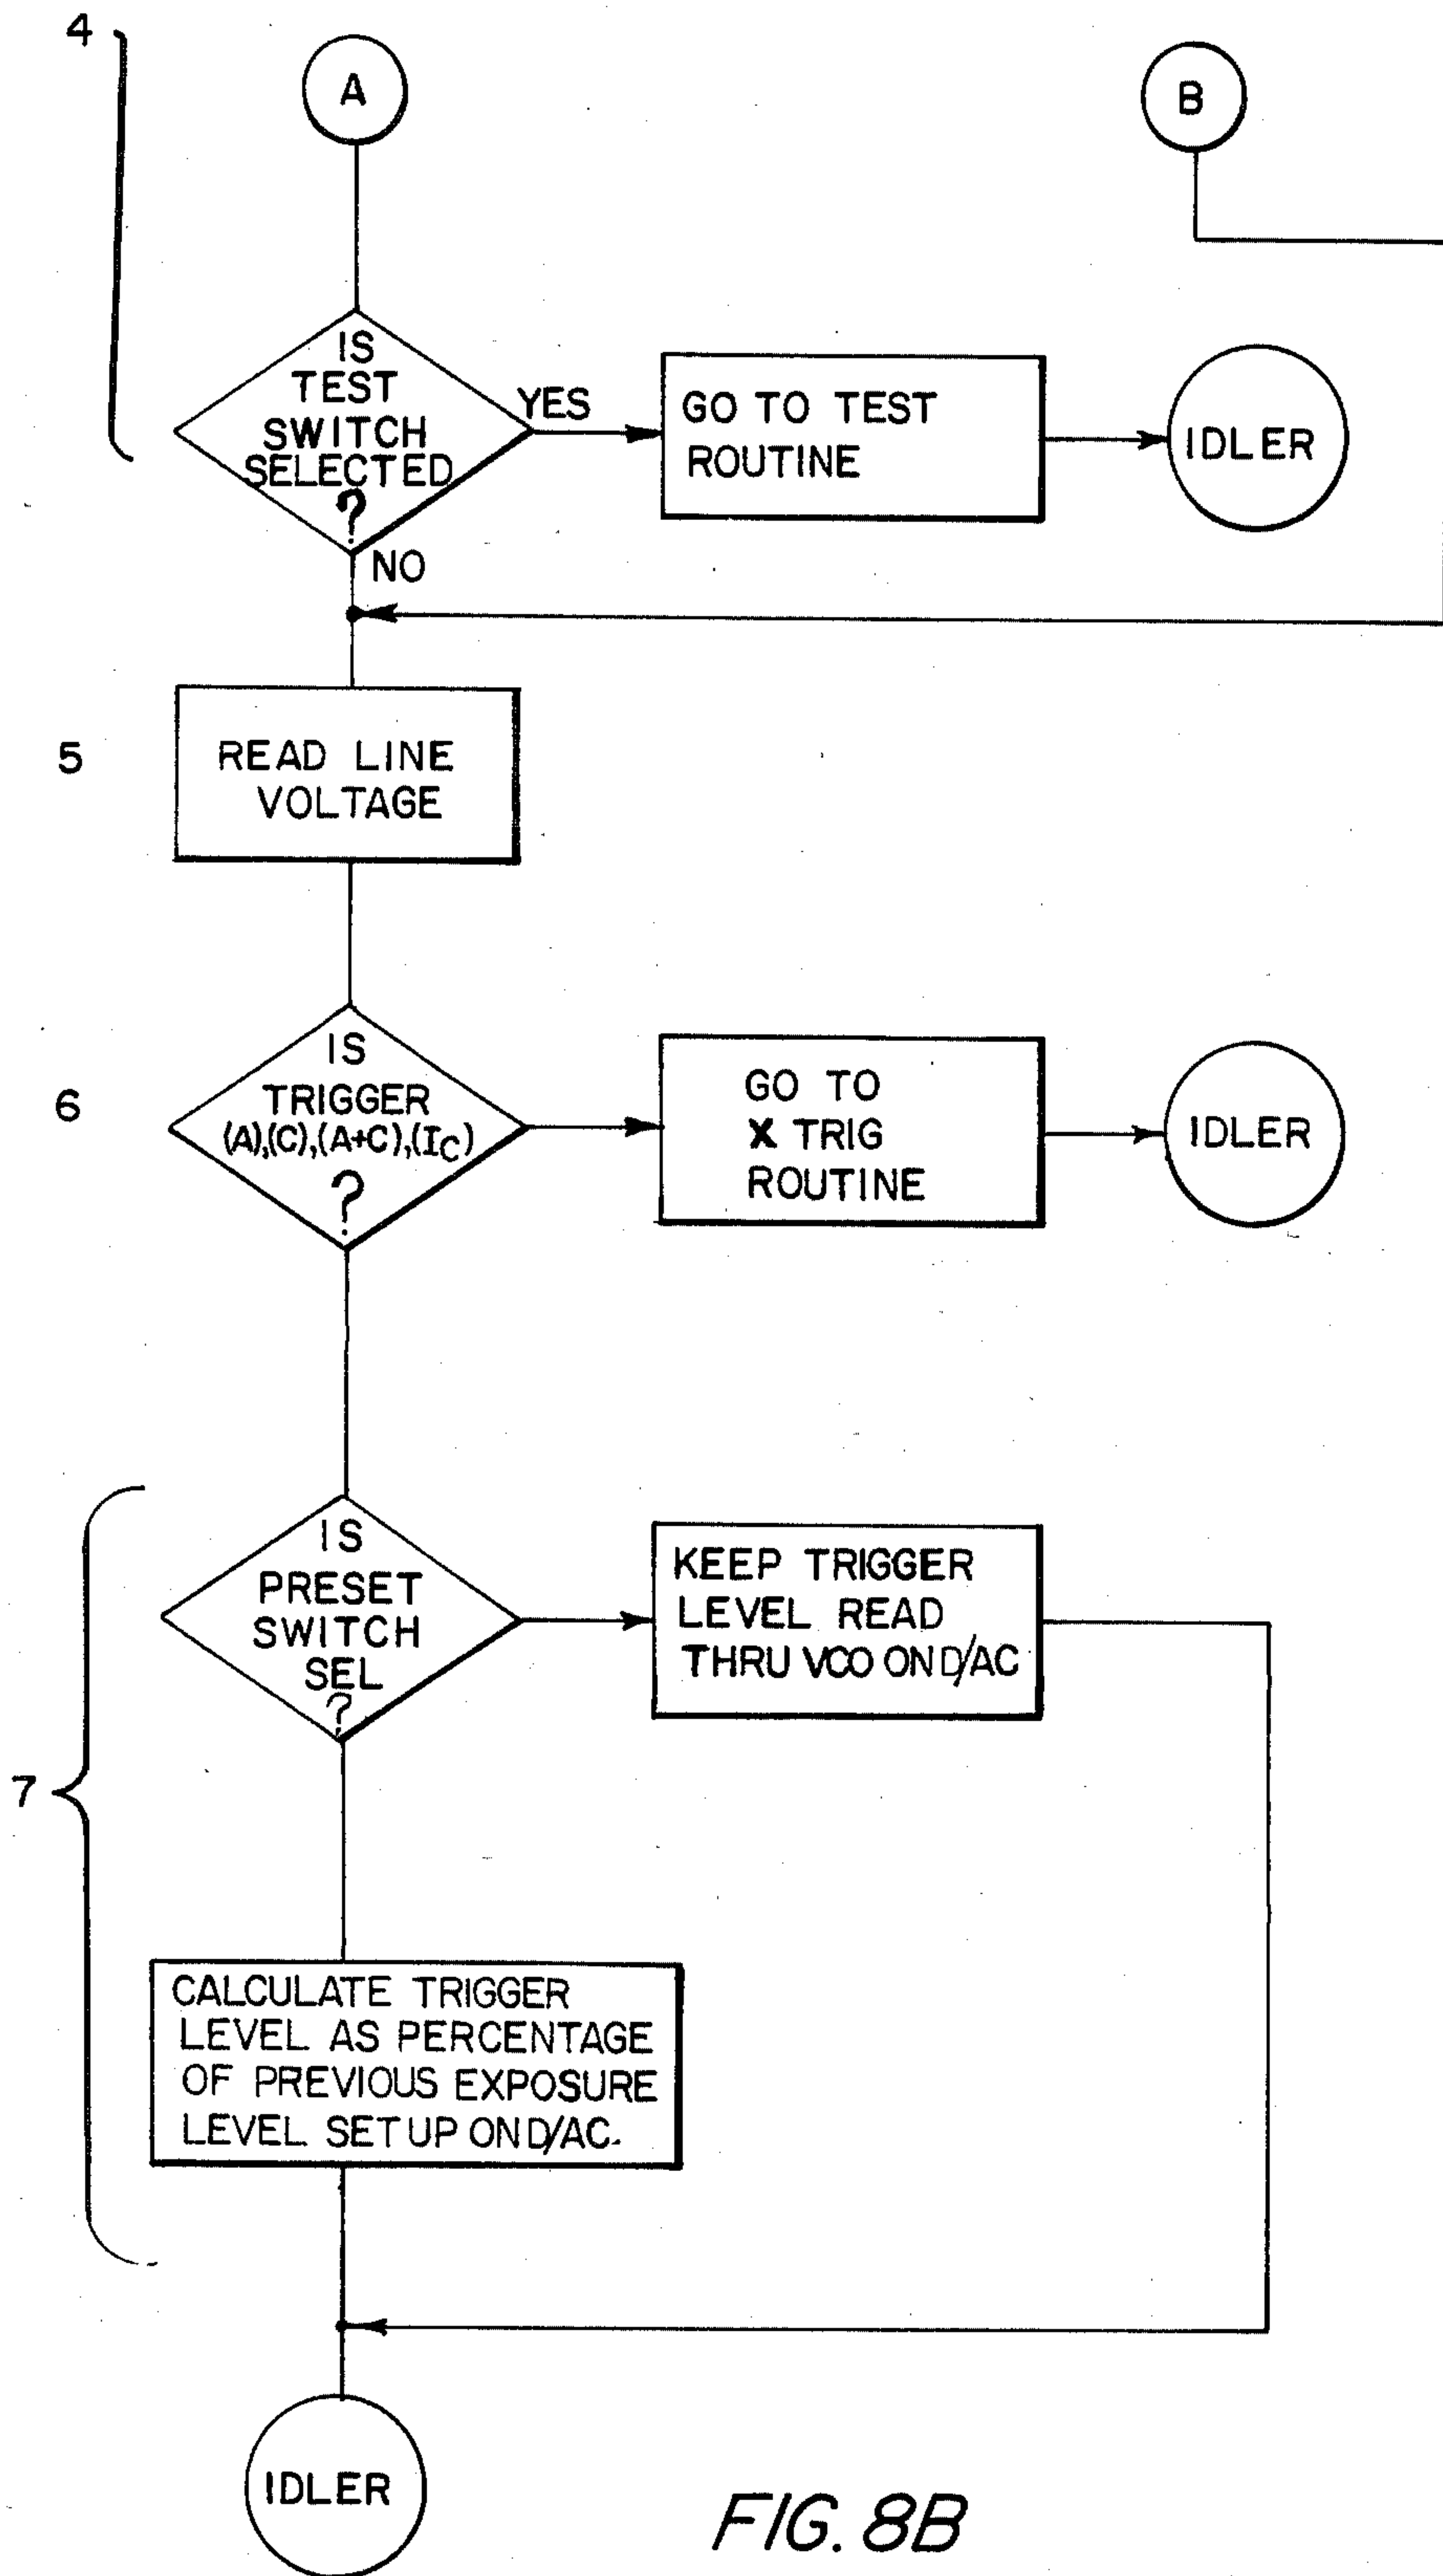 4
A
B
IS
TEST
SWITCH
SELECTED
?
YES
GO TO TEST
ROUTINE
IDLER
NO
5
READ LINE
VOLTAGE
6
IS
TRIGGER
(A),(C),(A+C),(IC)
?
GO TO
X TRIG
ROUTINE
IDLER
7
IS
PRESET
SWITCH
SEL
?
KEEP TRIGGER
LEVEL READ
THRU VCO ON D/AC
CALCULATE TRIGGER
LEVEL AS PERCENTAGE
OF PREVIOUS EXPOSURE
LEVEL SET UP ON D/AC.
IDLER
FIG. 8B